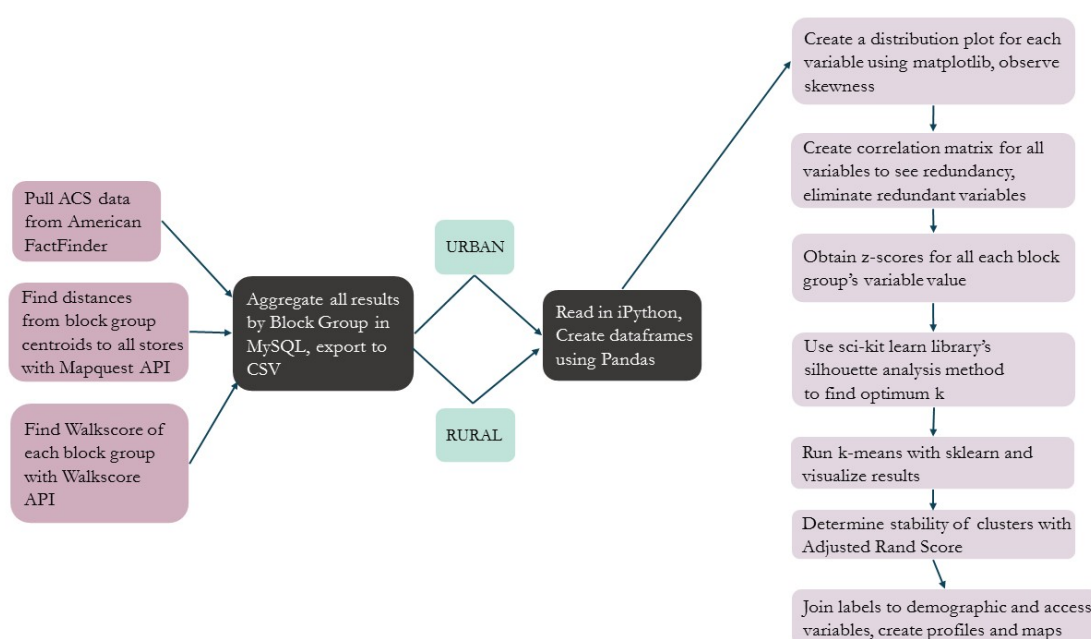 Pull ACS data
from American
FactFinder
Find distances
from block group
centroids to all stores
with Mapquest API
Find Walkscore of
each block group
with Walkscore
API
Aggregate all results
by Block Group in
MySQL, export to
CSV
URBAN
RURAL
Read in iPython,
Create dataframes
using Pandas
Create a distribution plot for each
variable using matplotlib, observe
skewness
Create correlation matrix for all
variables to see redundancy,
eliminate redundant variables
Obtain z-scores for all each block
group's variable value
Use sci-kit learn library's
silhouette analysis method
to find optimum k
Run k-means with sklearn and
visualize results
Determine stability of clusters with
Adjusted Rand Score
Join labels to demographic and access
variables, create profiles and maps